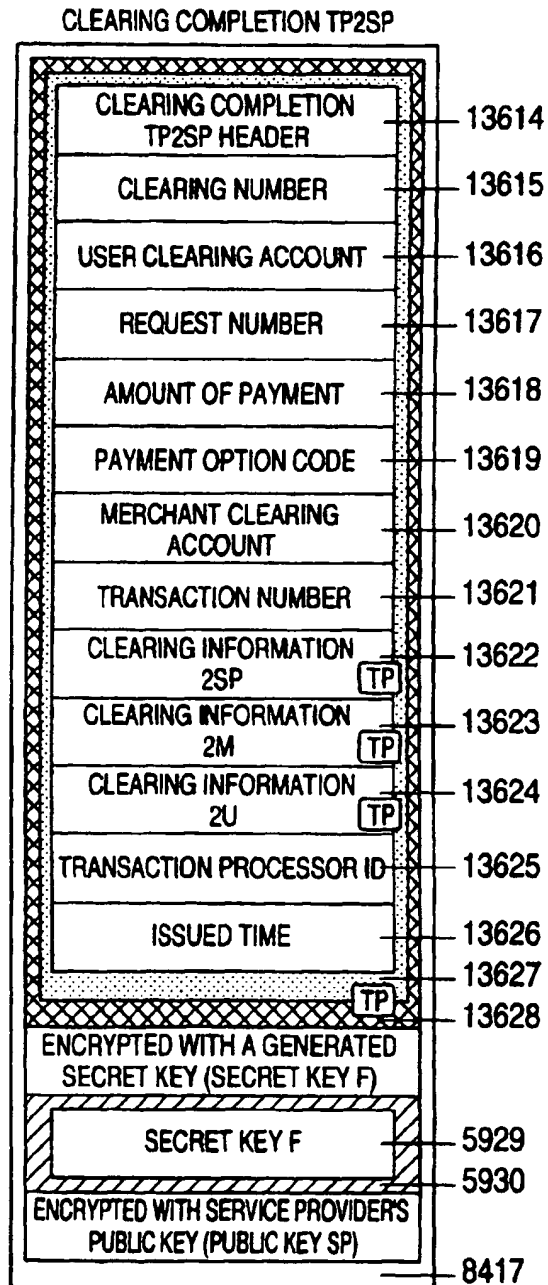 CLEARING COMPLETION TP2SP
CLEARING COMPLETION
TP2SP HEADER
13614
CLEARING NUMBER
13615
USER CLEARING ACCOUNT
13616
REQUEST NUMBER
13617
AMOUNT OF PAYMENT
13618
PAYMENT OPTION CODE
13619
MERCHANT CLEARING
ACCOUNT
13620
TRANSACTION NUMBER
13621
CLEARING INFORMATION
2SP
TP
13622
CLEARING INFORMATION
2M
TP
13623
CLEARING INFORMATION
2U
TP
13624
TRANSACTION PROCESSOR ID
13625
ISSUED TIME
13626
13627
TP
13628
ENCRYPTED WITH A GENERATED
SECRET KEY (SECRET KEY F)
SECRET KEY F
5929
5930
ENCRYPTED WITH SERVICE PROVIDER'S
PUBLIC KEY (PUBLIC KEY SP)
8417